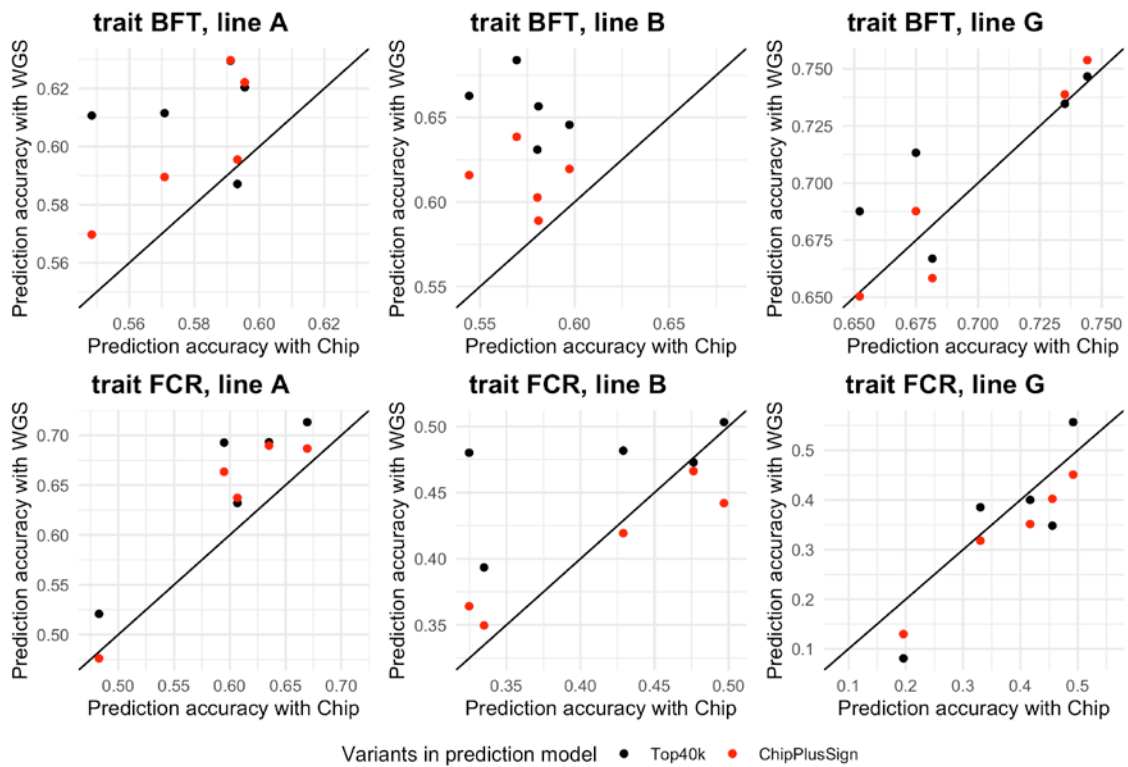 trait BFT, line A
Prediction accuracy with WGS
0.62
0.60
0.58
0.56
0.56 0.58 0.60 0.62
Prediction accuracy with Chip
trait BFT, line B
Prediction accuracy with WGS
0.65
0.60
0.55
0.55 0.60 0.65
Prediction accuracy with Chip
trait BFT, line G
Prediction accuracy with WGS
0.750
0.725
0.700
0.675
0.650
0.650 0.675 0.700 0.725 0.750
Prediction accuracy with Chip
trait FCR, line A
Prediction accuracy with WGS
0.70
0.65
0.60
0.55
0.50
0.50 0.55 0.60 0.65 0.70
Prediction accuracy with Chip
trait FCR, line B
Prediction accuracy with WGS
0.50
0.45
0.40
0.35
0.35 0.40 0.45 0.50
Prediction accuracy with Chip
trait FCR, line G
Prediction accuracy with WGS
0.5
0.4
0.3
0.2
0.1
0.1 0.2 0.3 0.4 0.5
Prediction accuracy with Chip
Variants in prediction model Top40k ChipPlusSign